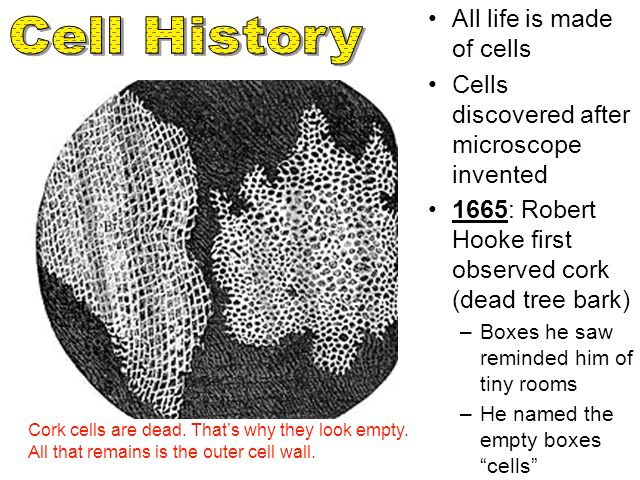 Cell History
• All life is made
of cells
• Cells
discovered after
microscope
invented
• 1665: Robert
Hooke first
observed cork
(dead tree bark)
– Boxes he saw
reminded him of
tiny rooms
– He named the
empty boxes
“cells”
Cork cells are dead. That’s why they look empty.
All that remains is the outer cell wall.